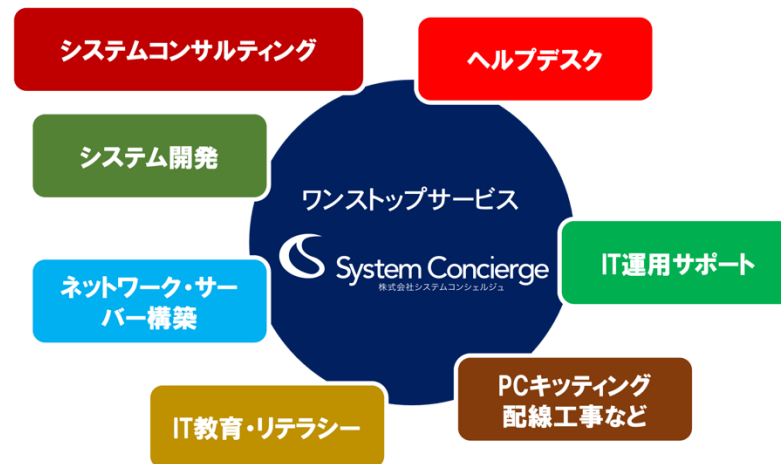 システムコンサルティング
ヘルプデスク
システム開発
ワンストップサービス
System Concierge
株式会社システムコンシェルジュ
IT運用サポート
ネットワーク・サー
バー構築
PCキッティング
配線工事など
IT教育・リテラシー